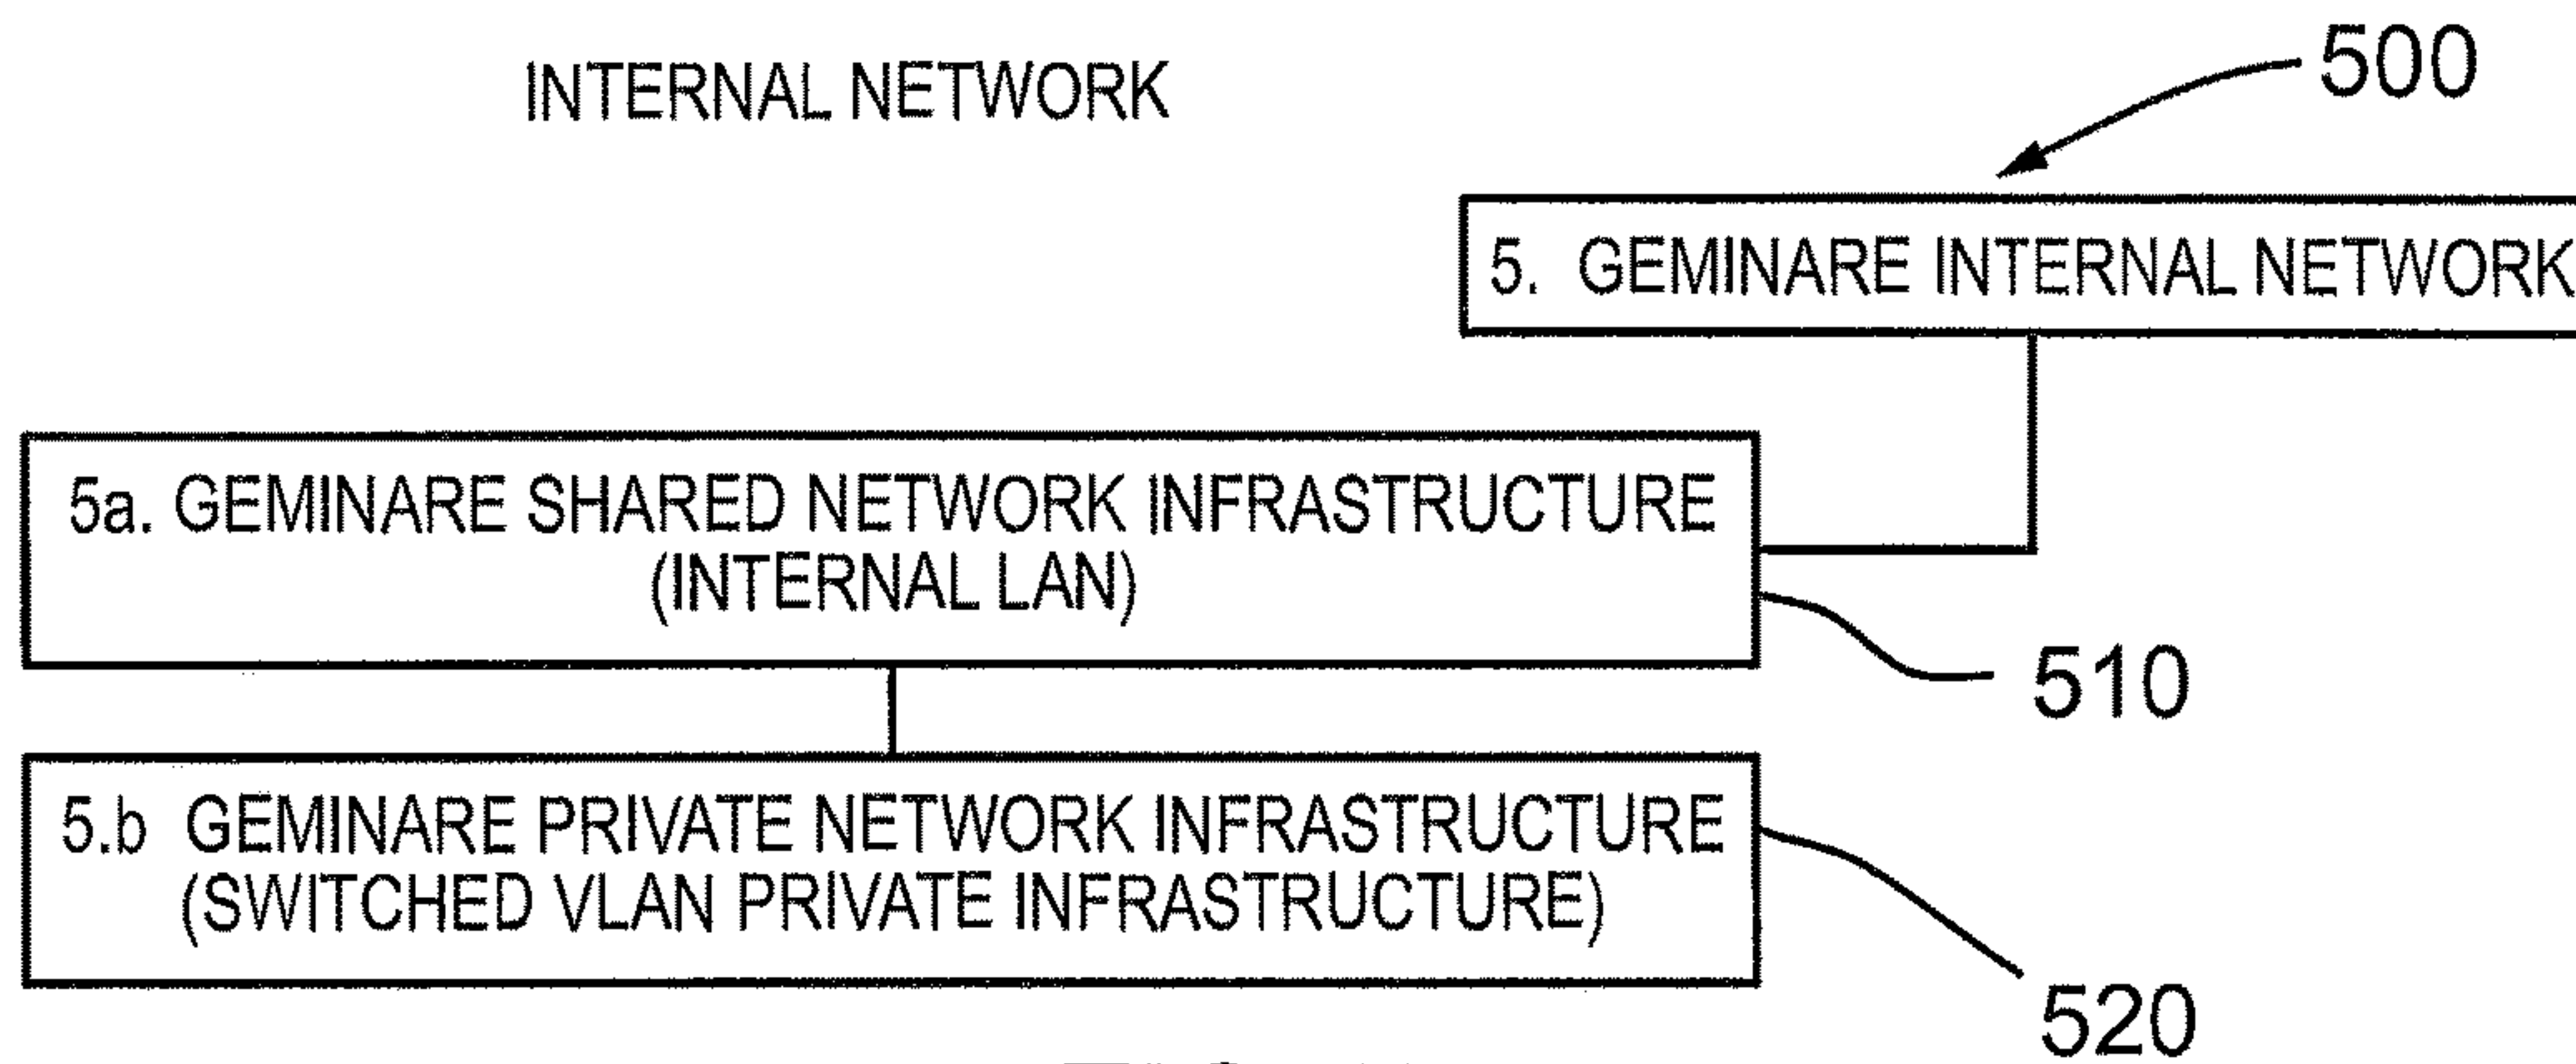 INTERNAL NETWORK
500
5. GEMINARE INTERNAL NETWORK
5a. GEMINARE SHARED NETWORK INFRASTRUCTURE
(INTERNAL LAN)
510
5.b GEMINARE PRIVATE NETWORK INFRASTRUCTURE
(SWITCHED VLAN PRIVATE INFRASTRUCTURE)
520